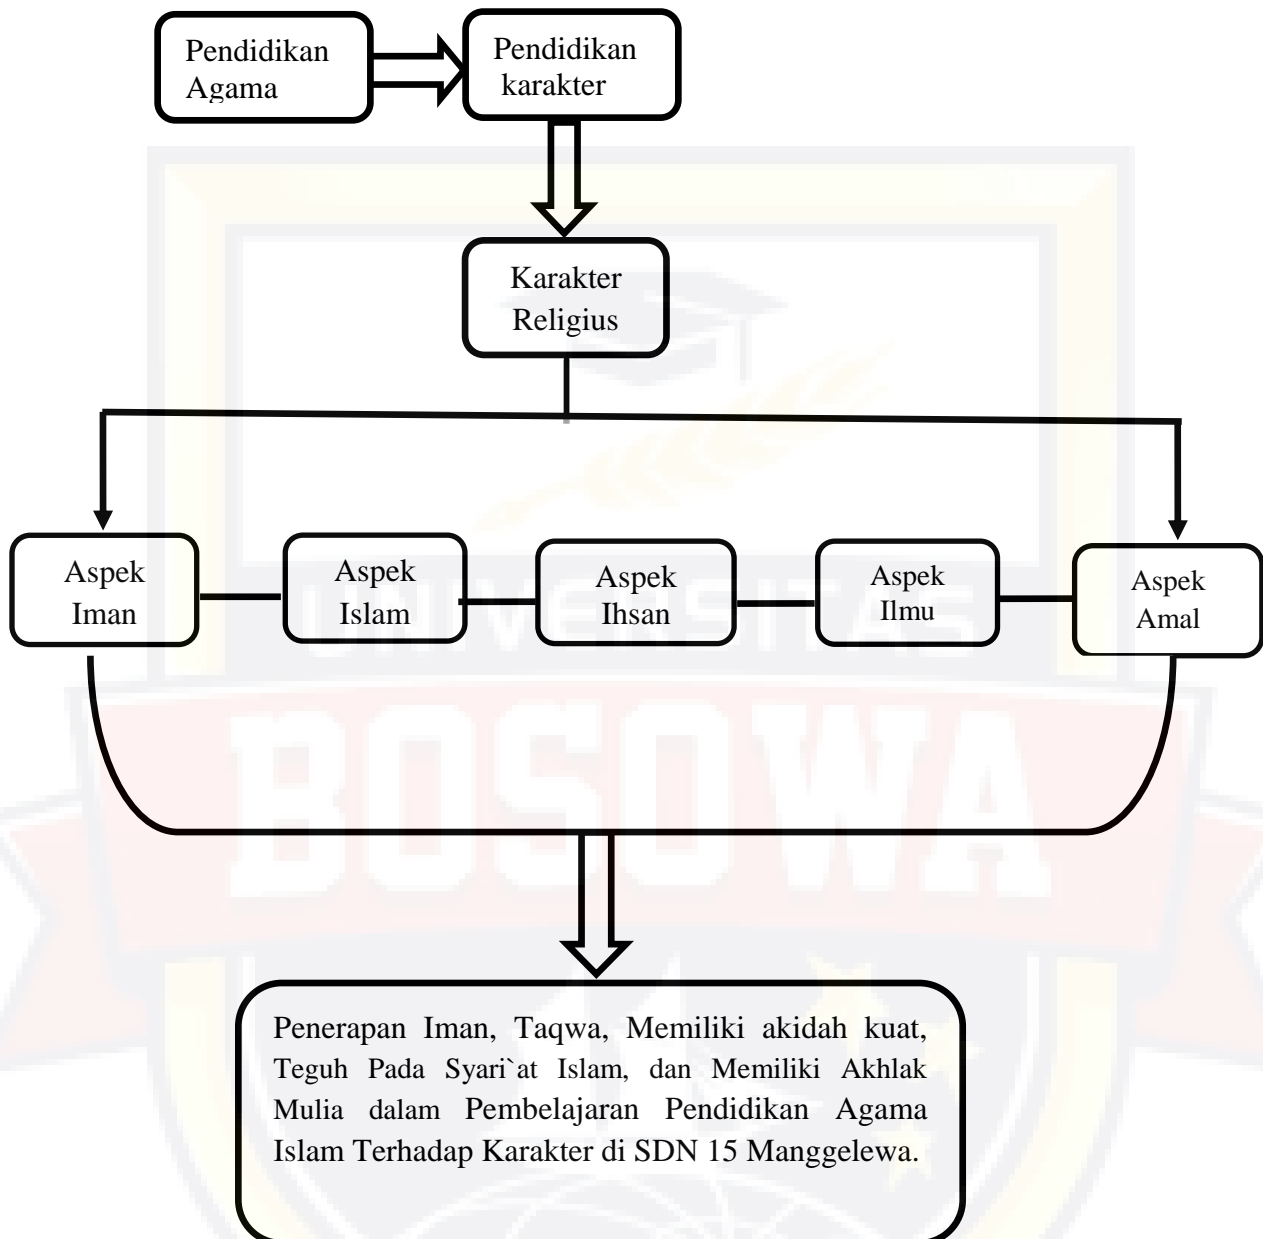 Pendidikan
Agama
Pendidikan
karakter
Karakter
Religius
Aspek
Iman
Aspek
Islam
Aspek
Ihsan
Aspek
Ilmu
Aspek
Amal
UNIVERSITAS
BOSOWA
Penerapan Iman, Taqwa, Memiliki akidah kuat,
Teguh Pada Syari`at Islam, dan Memiliki Akhlak
Mulia dalam Pembelajaran Pendidikan Agama
Islam Terhadap Karakter di SDN 15 Manggelewa.